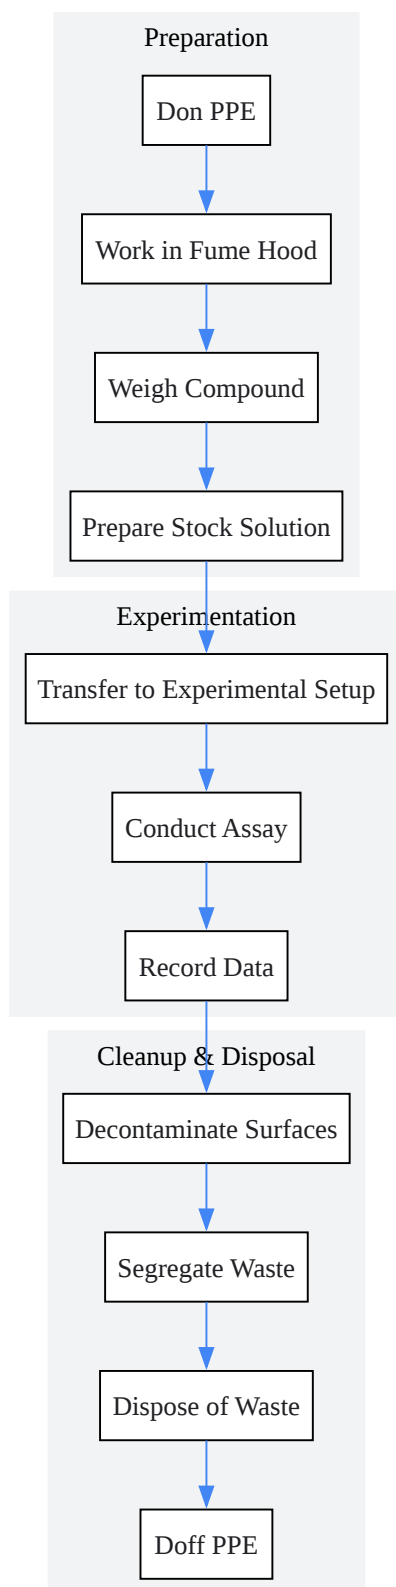 Preparation
Don PPE
Work in Fume Hood
Weigh Compound
Prepare Stock Solution
Experimentation
Transfer to Experimental Setup
Conduct Assay
Record Data
Cleanup & Disposal
Decontaminate Surfaces
Segregate Waste
Dispose of Waste
Doff PPE